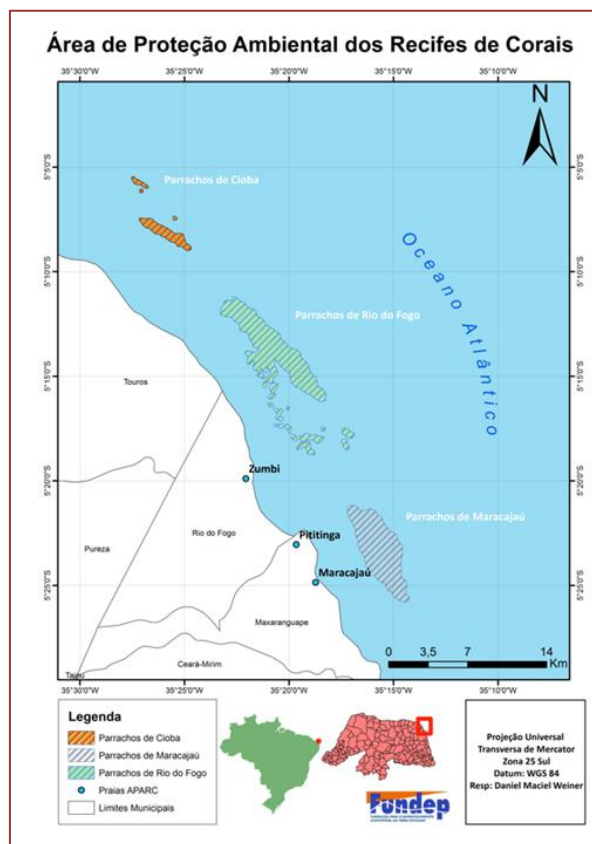 Área de Proteção Ambiental dos Recifes de Corais
35°30'0"W 35°25'0"W 35°20'0"W 35°15'0"W 35°10'0"W
N
5°5'0"S
5°5'0"S
Parrachos de Cioba
5°10'0"S
5°10'0"S
Oceano Atlântico
Parrachos de Rio do Fogo
5°15'0"S
5°15'0"S
Touros
5°20'0"S
5°20'0"S
Zumbi
Parrachos de Maracajaú
Rio do Fogo
Pititinga
Pureza
Maracajaú
5°25'0"S
5°25'0"S
Maxaranguape
Ceará-Mirim
0 3,5 7 14
Km
35°30'0"W 35°25'0"W 35°20'0"W 35°15'0"W 35°10'0"W
Legenda
Parrachos de Cioba
Parrachos de Maracajaú
Parrachos de Rio do Fogo
Praias APARC
Limites Municipais
Fundep
Projeção Universal
Transversa de Mercator
Zona 25 Sul
Datum: WGS 84
Resp: Daniel Maciel Weiner